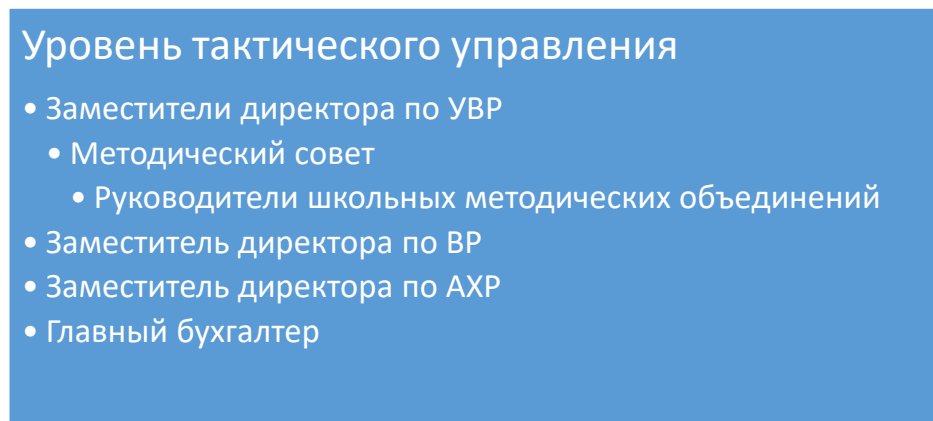 Уровень тактического управления
• Заместители директора по УВР
• Методический совет
• Руководители школьных методических объединений
• Заместитель директора по ВР
• Заместитель директора по АХР
• Главный бухгалтер